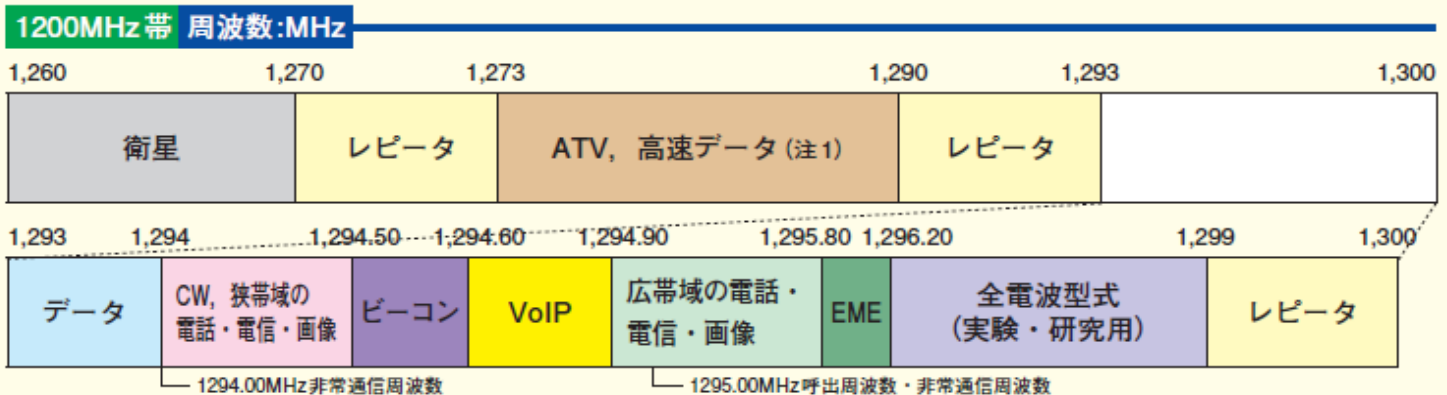 1200MHz帯 周波数:MHz
1,260 1,270 1,273 1,290 1,293 1,300
衛星 レピータ ATV，高速データ(注1) レピータ
1,293 1,294 1,294.50 1,294.60 1,294.90 1,295.80 1,296.20 1,299 1,300
データ CW，狭帯域の電話・電信・画像 ビーコン VoIP 広帯域の電話・電信・画像 EME 全電波型式(実験・研究用) レピータ
1294.00MHz非常通信周波数 1295.00MHz呼出周波数・非常通信周波数